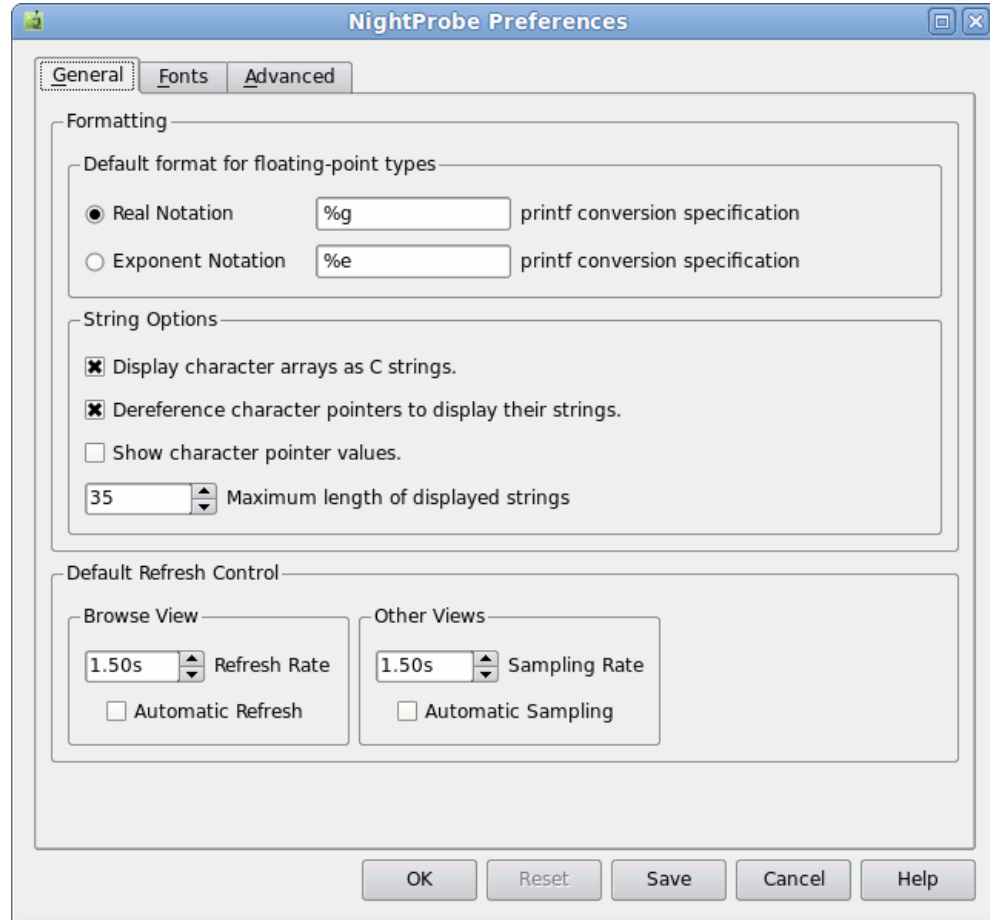 NightProbe Preferences
General Fonts Advanced
Formatting
Default format for floating-point types
Real Notation %g printf conversion specification
Exponent Notation %e printf conversion specification
String Options
Display character arrays as C strings.
Dereference character pointers to display their strings.
Show character pointer values.
35 Maximum length of displayed strings
Default Refresh Control
Browse View Other Views
1.50s Refresh Rate 1.50s Sampling Rate
Automatic Refresh Automatic Sampling
OK Reset Save Cancel Help